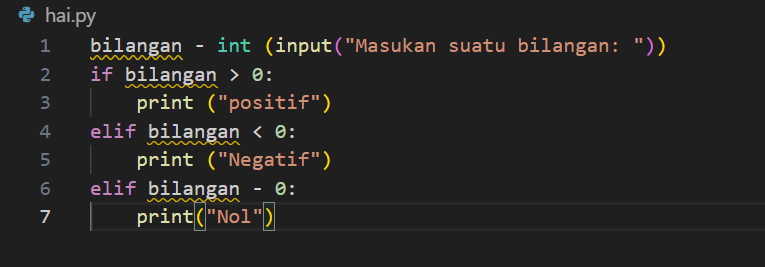 hai.py
1 bilangan - int (input("Masukan suatu bilangan: "))
2 if bilangan > 0:
3     print ("positif")
4 elif bilangan < 0:
5     print ("Negatif")
6 elif bilangan - 0:
7     print("Nol")